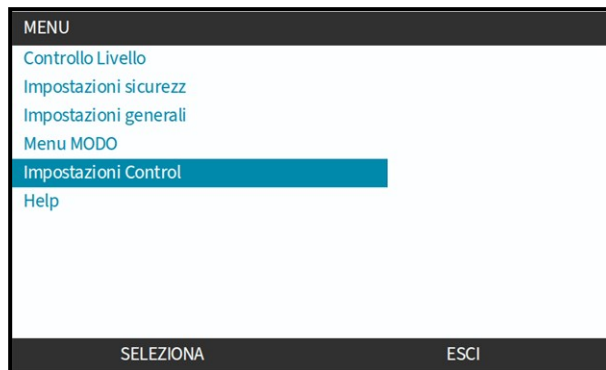 MENU
Controllo Livello
Impostazioni sicurezz
Impostazioni generali
Menu MODO
Impostazioni Control
Help
SELEZIONA ESCI